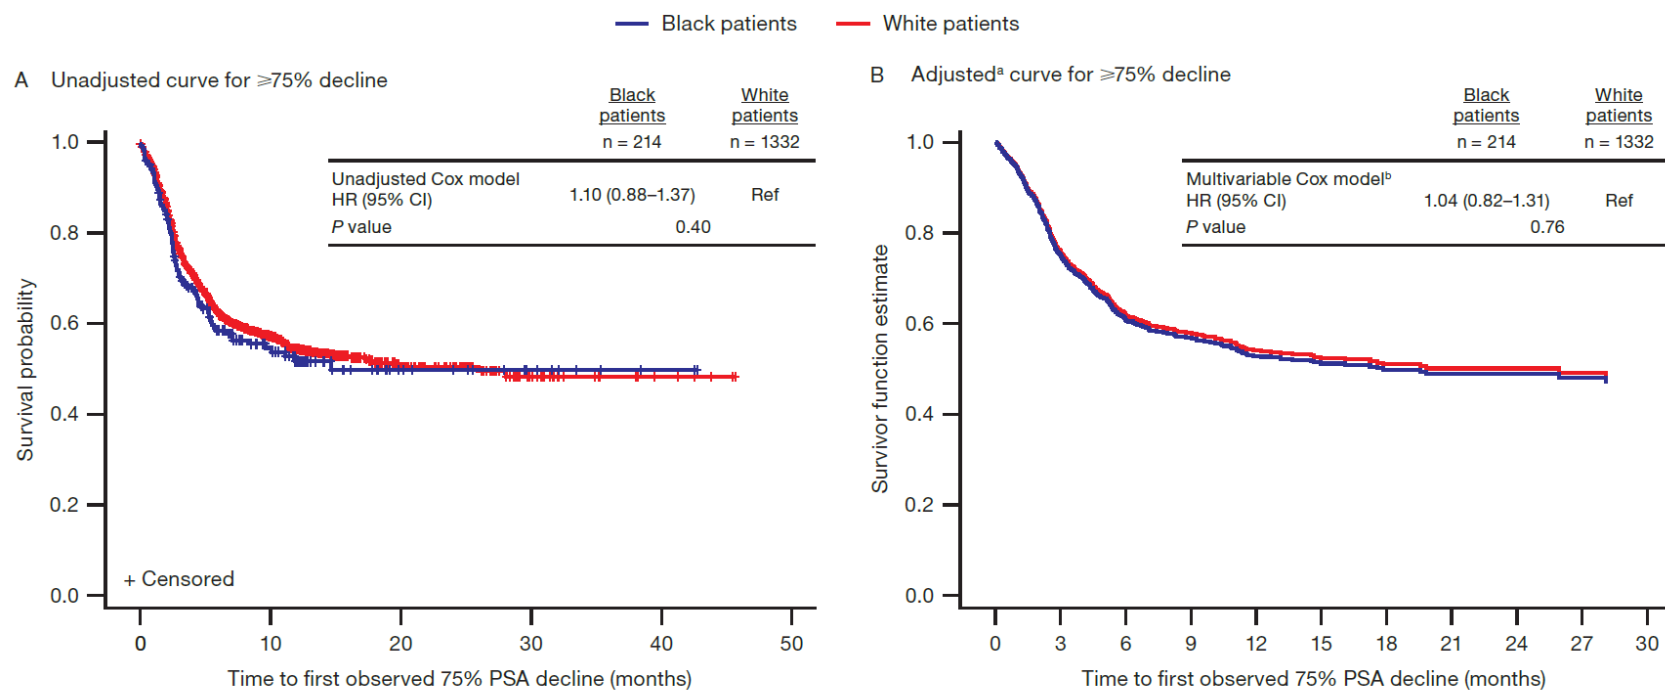 Black patients White patients
A Unadjusted curve for ⩾75% decline
Black patients
White patients
n = 214 n = 1332
Unadjusted Cox model
HR (95% CI) 1.10 (0.88–1.37) Ref
P value 0.40
Survival probability
1.0
0.8
0.6
0.4
0.2
0.0
+ Censored
0 10 20 30 40 50
Time to first observed 75% PSA decline (months)
B Adjustedᵃ curve for ⩾75% decline
Black patients
White patients
n = 214 n = 1332
Multivariable Cox modelᵇ
HR (95% CI) 1.04 (0.82–1.31) Ref
P value 0.76
Survivor function estimate
1.0
0.8
0.6
0.4
0.2
0.0
0 3 6 9 12 15 18 21 24 27 30
Time to first observed 75% PSA decline (months)